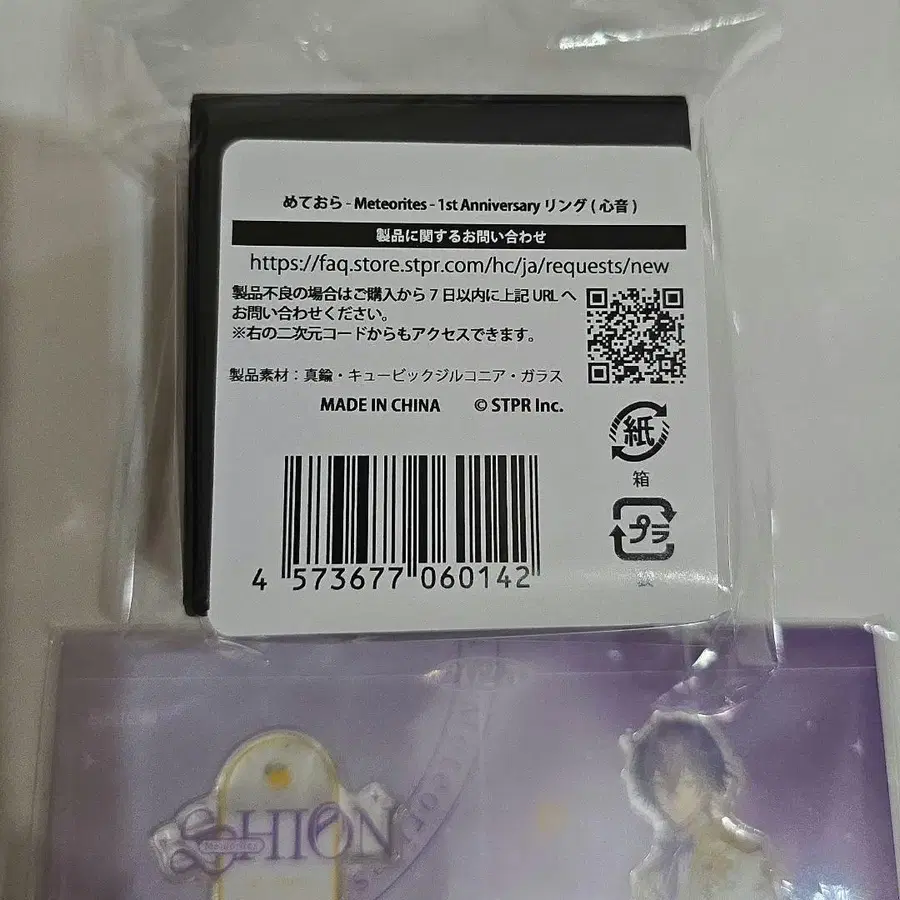 めておら - Meteorites - 1st Anniversary リング ( 心音 )
製品に関するお問い合わせ
https://faq.store.stpr.com/hc/ja/requests/new
製品不良の場合はご購入から 7 日以内に上記 URL へ
お問い合わせください。
※右の二次元コードからもアクセスできます。
製品素材：真鍮・キュービックジルコニア・ガラス
MADE IN CHINA © STPR Inc.
紙
箱
プラ
4 573677 060142
SHION